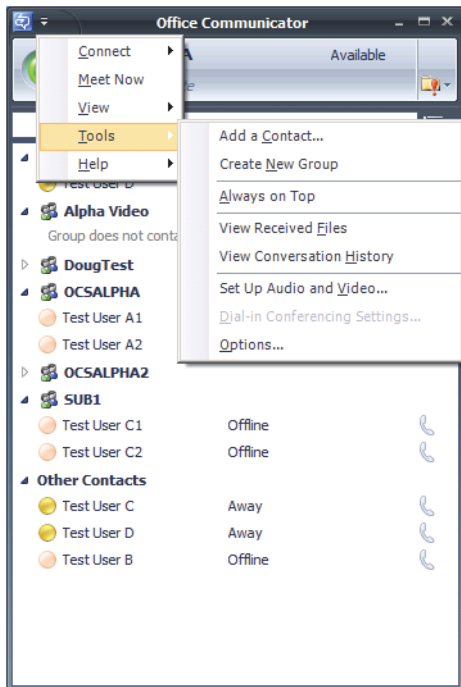 Office Communicator
Connect
A
Available
Meet Now
View
Tools
Help
Add a Contact...
Create New Group
Always on Top
View Received Files
View Conversation History
Set Up Audio and Video...
Dial-in Conferencing Settings...
Options...
Test User D
Alpha Video
Group does not conta
DougTest
OCSALPHA
Test User A1
Test User A2
OCSALPHA2
SUB1
Test User C1 Offline
Test User C2 Offline
Other Contacts
Test User C Away
Test User D Away
Test User B Offline